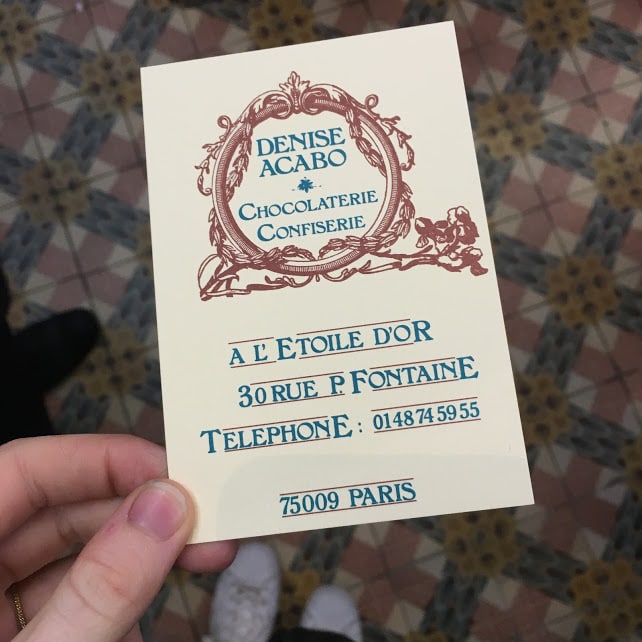 DENISE
ACABO
CHOCOLATERIE
CONFISERIE
A L' ETOILE D'OR
30 RUE P. FONTAINE
TELEPHONE : 01 48 74 59 55
75009 PARIS